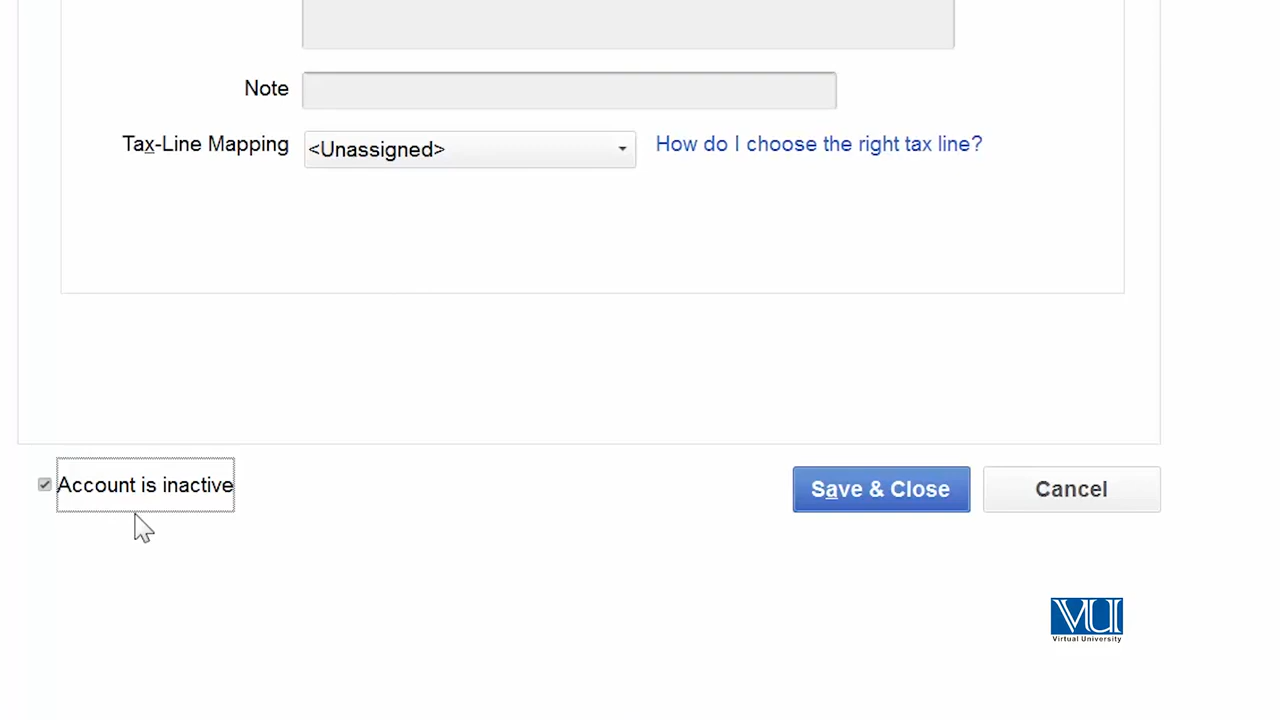 Note
Tax-Line Mapping
<Unassigned>
How do I choose the right tax line?
Account is inactive
Save & Close
Cancel
VU
Virtual University